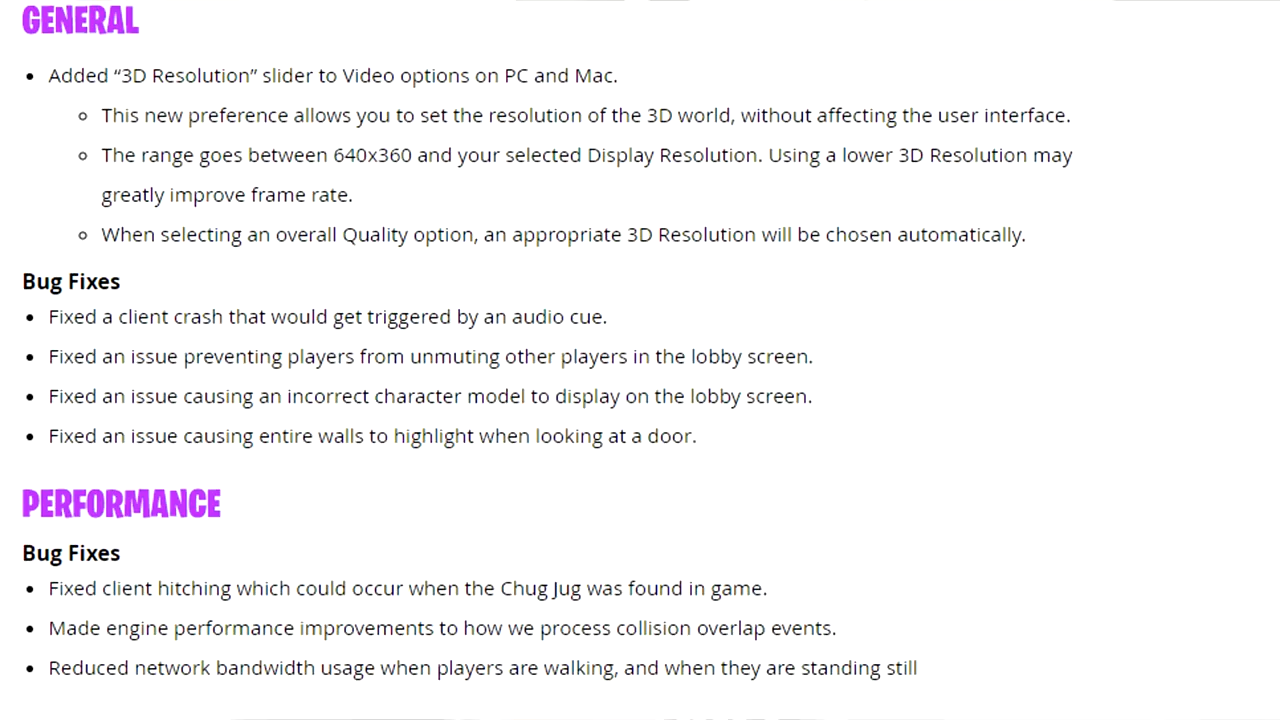 GENERAL
• Added “3D Resolution” slider to Video options on PC and Mac.
◦ This new preference allows you to set the resolution of the 3D world, without affecting the user interface.
◦ The range goes between 640x360 and your selected Display Resolution. Using a lower 3D Resolution may
greatly improve frame rate.
◦ When selecting an overall Quality option, an appropriate 3D Resolution will be chosen automatically.
Bug Fixes
• Fixed a client crash that would get triggered by an audio cue.
• Fixed an issue preventing players from unmuting other players in the lobby screen.
• Fixed an issue causing an incorrect character model to display on the lobby screen.
• Fixed an issue causing entire walls to highlight when looking at a door.
PERFORMANCE
Bug Fixes
• Fixed client hitching which could occur when the Chug Jug was found in game.
• Made engine performance improvements to how we process collision overlap events.
• Reduced network bandwidth usage when players are walking, and when they are standing still